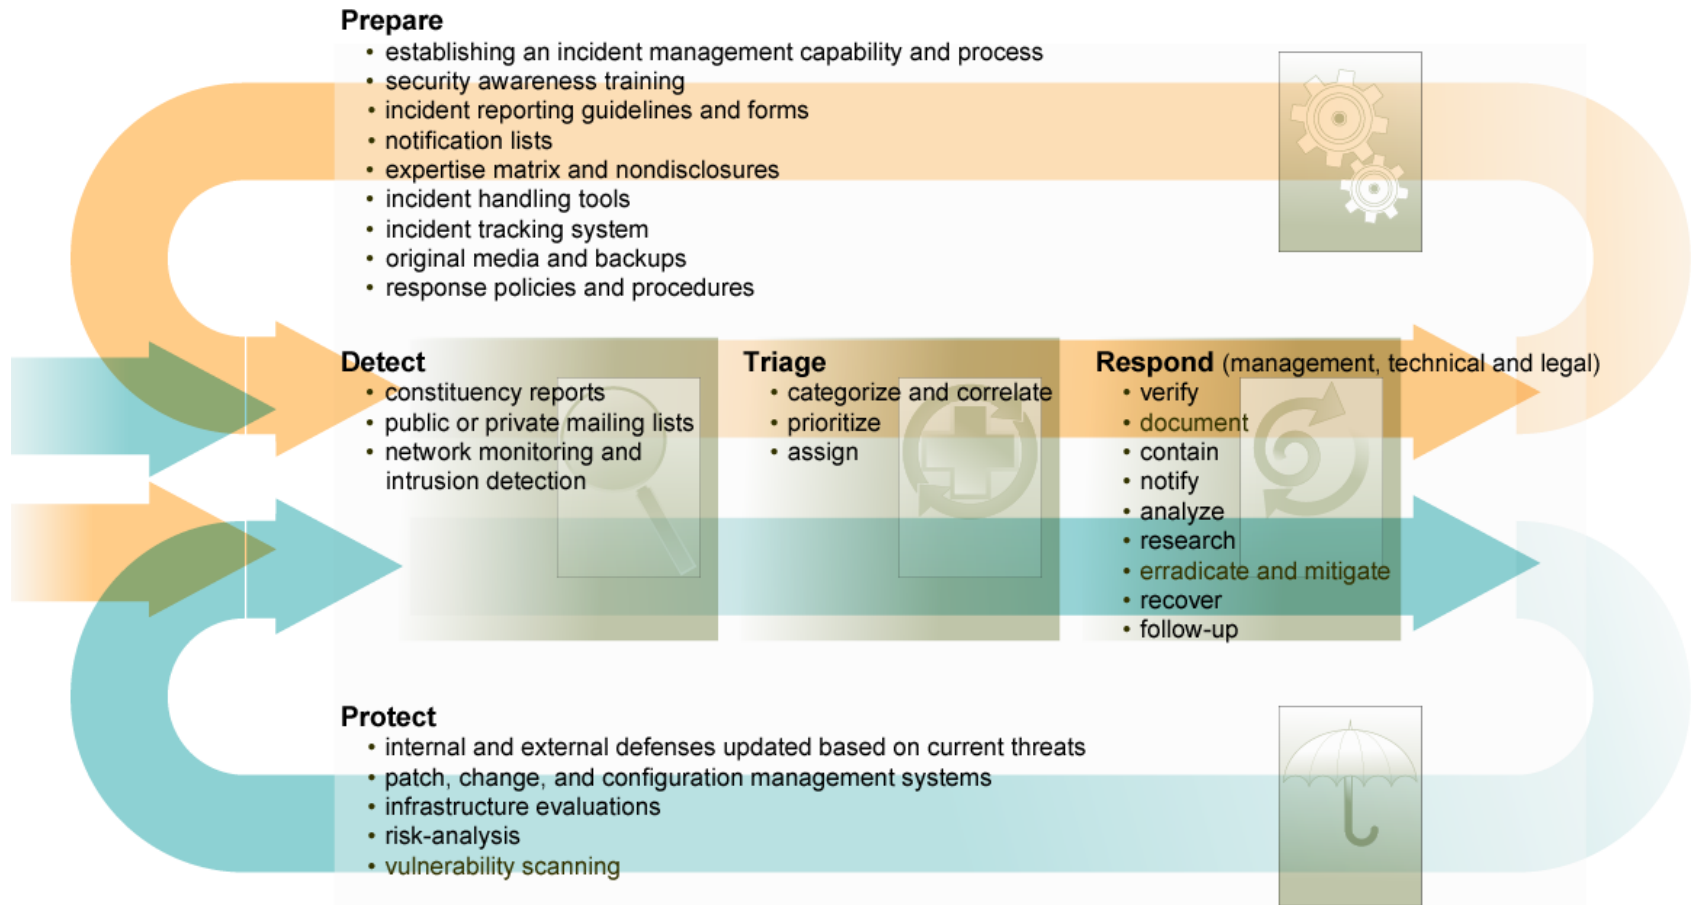 Prepare
• establishing an incident management capability and process
• security awareness training
• incident reporting guidelines and forms
• notification lists
• expertise matrix and nondisclosures
• incident handling tools
• incident tracking system
• original media and backups
• response policies and procedures
Detect
• constituency reports
• public or private mailing lists
• network monitoring and
intrusion detection
Triage
• categorize and correlate
• prioritize
• assign
Respond (management, technical and legal)
• verify
• document
• contain
• notify
• analyze
• research
• erradicate and mitigate
• recover
• follow-up
Protect
• internal and external defenses updated based on current threats
• patch, change, and configuration management systems
• infrastructure evaluations
• risk-analysis
• vulnerability scanning